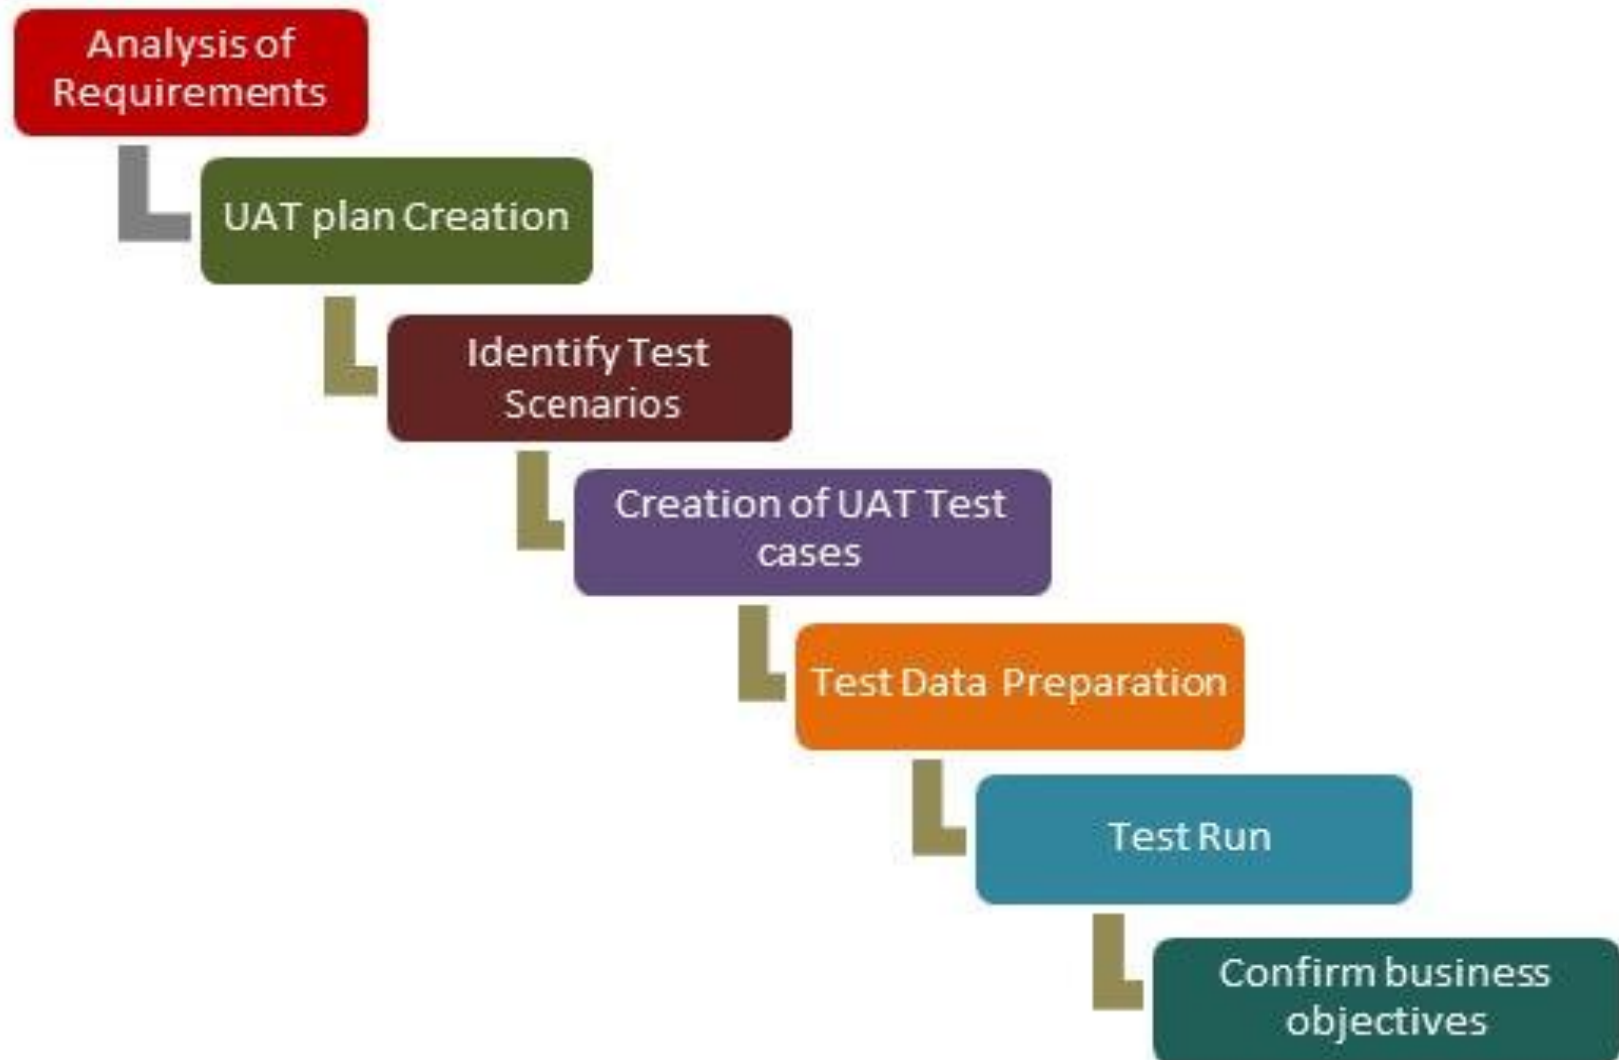 Analysis of
Requirements
UAT plan Creation
Identify Test
Scenarios
Creation of UAT Test
cases
Test Data Preparation
Test Run
Confirm business
objectives